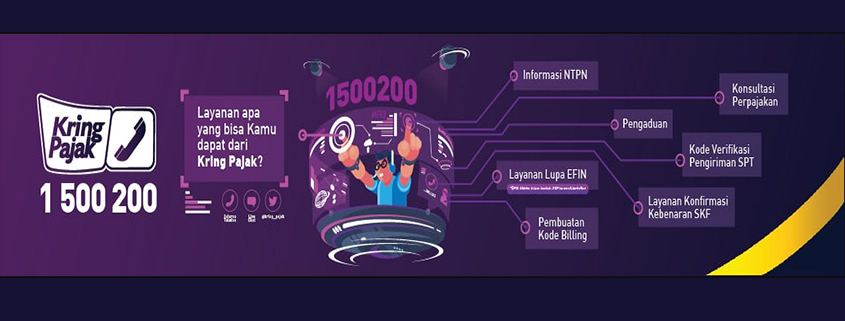 Kring
Pajak
1 500 200
Layanan apa
yang bisa Kamu
dapat dari
Kring Pajak?
@kring_pajak
1500200
Informasi NTPN
Konsultasi
Perpajakan
Pengaduan
Kode Verifikasi
Pengiriman SPT
Layanan Lupa EFIN
Layanan Konfirmasi
Kebenaran SKF
Pembuatan
Kode Billing